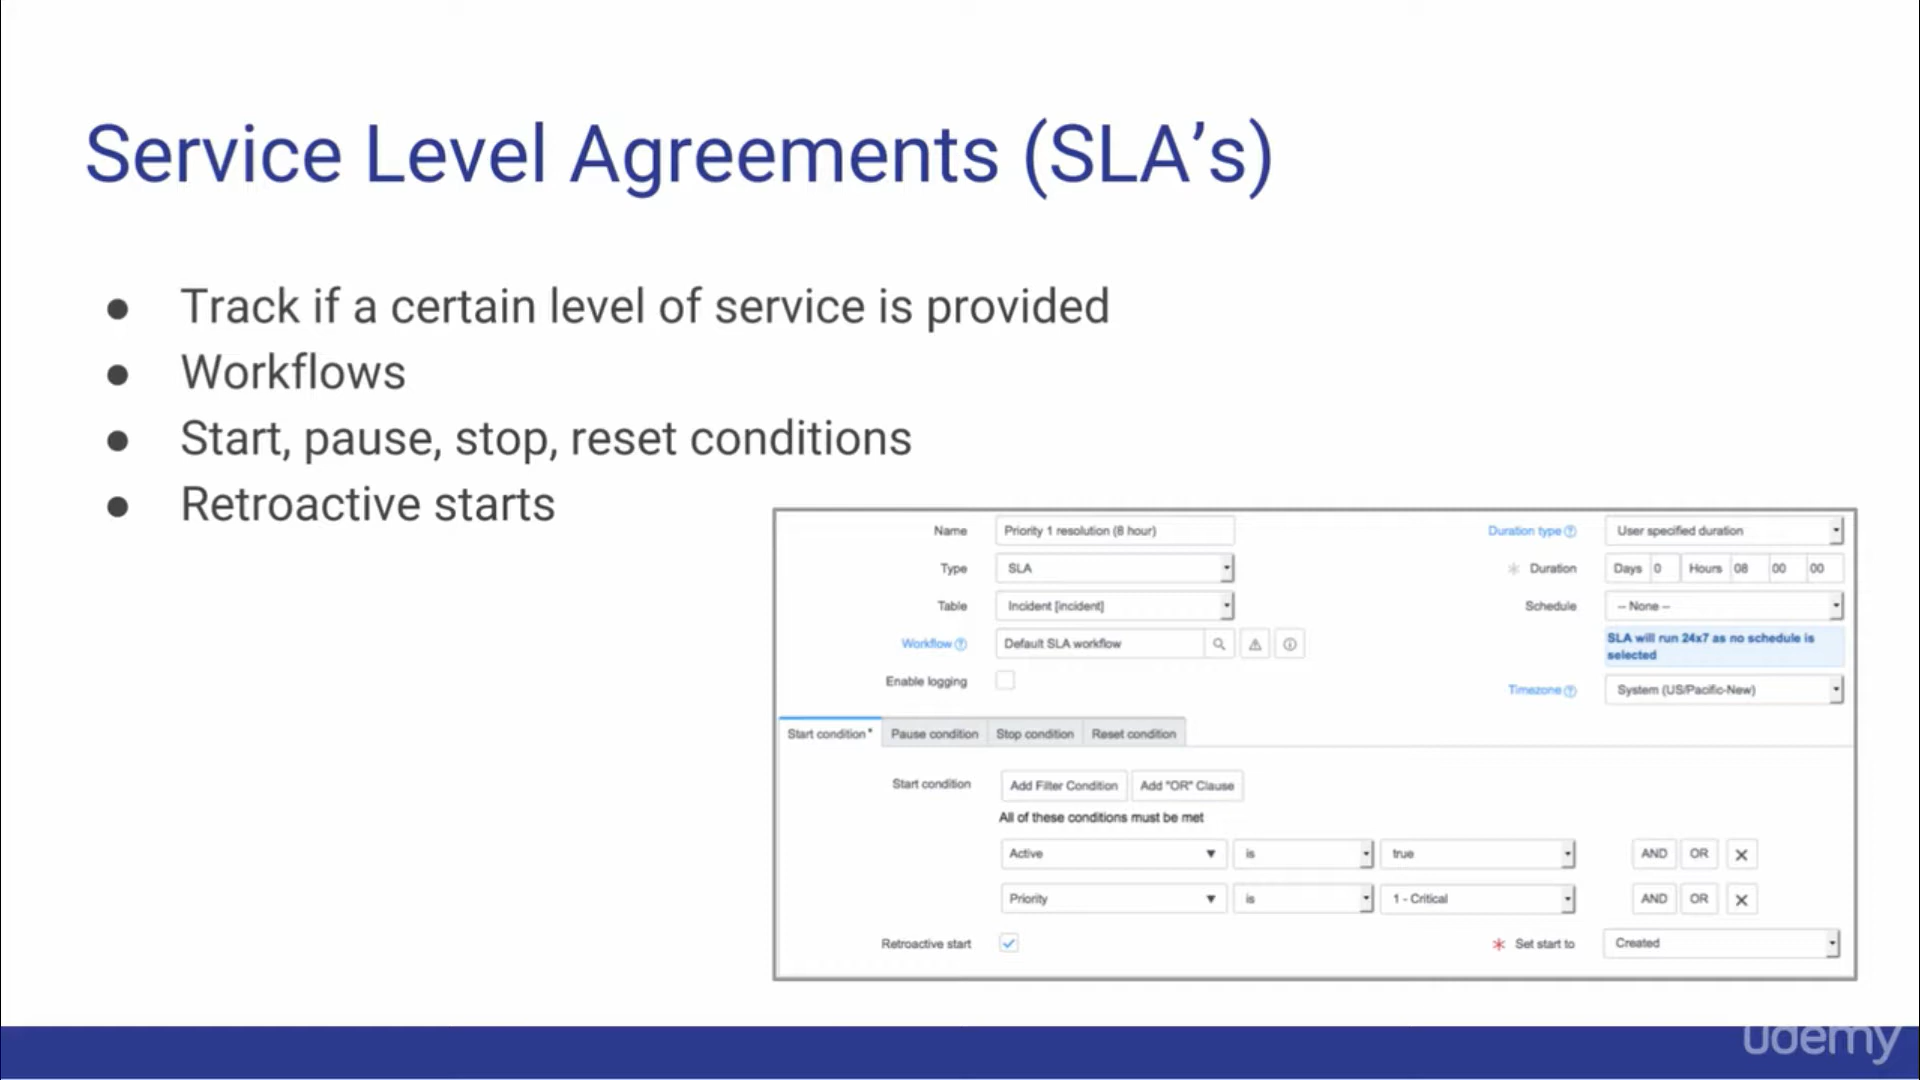 Service Level Agreements (SLA's)
● Track if a certain level of service is provided
● Workflows
● Start, pause, stop, reset conditions
● Retroactive starts
Name Priority 1 resolution (8 hour) Duration type User specified duration
Type SLA * Duration Days 0 Hours 08 00 00
Table Incident [incident] Schedule -- None --
Workflow Default SLA workflow SLA will run 24x7 as no schedule is
selected
Enable logging Timezone System (US/Pacific-New)
Start condition* Pause condition Stop condition Reset condition
Start condition Add Filter Condition Add "OR" Clause
All of these conditions must be met
Active is true AND OR X
Priority is 1 - Critical AND OR X
Retroactive start * Set start to Created
udemy